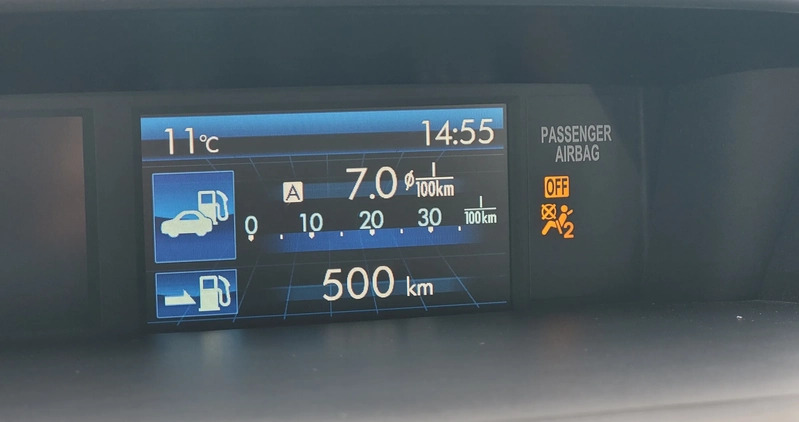 11°C 14:55
PASSENGER
AIRBAG
OFF
2
A 7.0 ø l/100km
0 10 20 30 l/100km
500 km